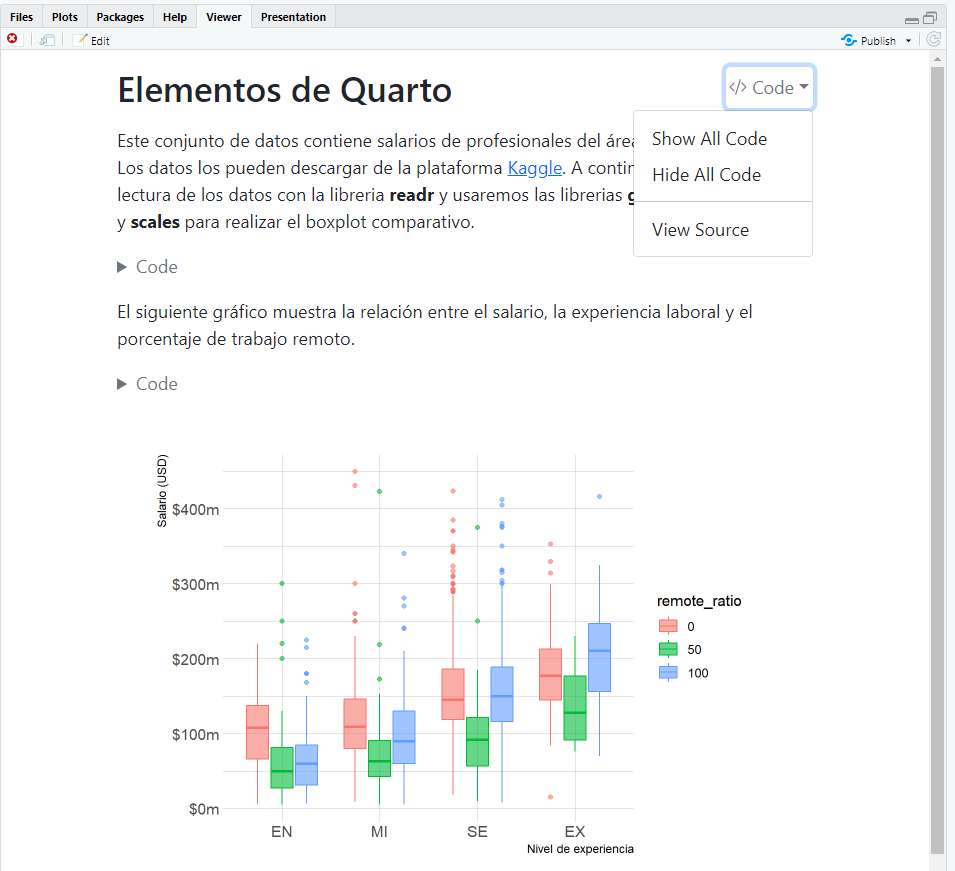 Files Plots Packages Help Viewer Presentation
Edit Publish
Elementos de Quarto
</> Code
Show All Code
Hide All Code
View Source
Este conjunto de datos contiene salarios de profesionales del área
Los datos los pueden descargar de la plataforma Kaggle. A
lectura de los datos con la libreria readr y usaremos las librerias
y scales para realizar el boxplot comparativo.
Code
El siguiente gráfico muestra la relación entre el salario, la experiencia laboral y el
porcentaje de trabajo remoto.
Code
Salario (USD)
$400m
$300m
$200m
$100m
$0m
EN MI SE EX
Nivel de experiencia
remote_ratio
0
50
100